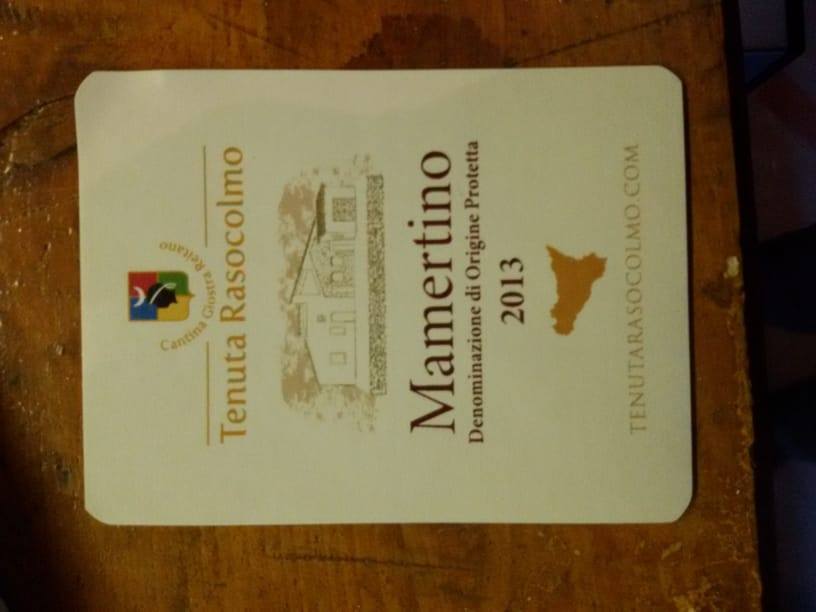 Cantina Giostra Reitano
Tenuta Rasocolmo
Mamertino
Denominazione di Origine Protetta
2013
TENUTARASOCOLMO.COM